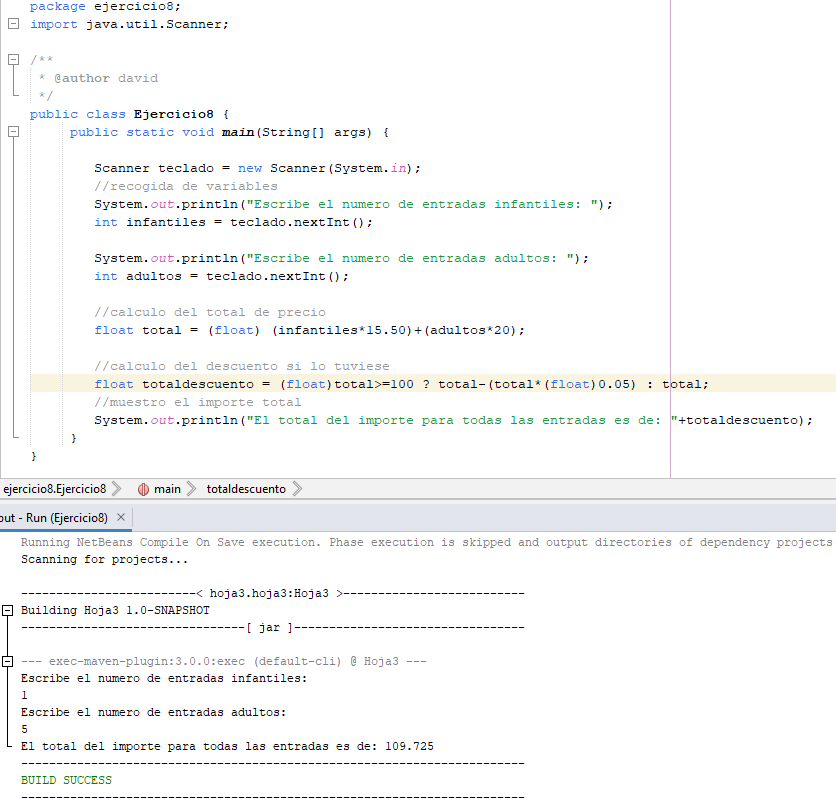 package ejercicio8;
import java.util.Scanner;
/**
* @author david
*/
public class Ejercicio8 {
public static void main(String[] args) {
Scanner teclado = new Scanner(System.in);
//recogida de variables
System.out.println("Escribe el numero de entradas infantiles: ");
int infantiles = teclado.nextInt();
System.out.println("Escribe el numero de entradas adultos: ");
int adultos = teclado.nextInt();
//calculo del total de precio
float total = (float) (infantiles*15.50)+(adultos*20);
//calculo del descuento si lo tuviese
float totaldescuento = (float)total>=100 ? total-(total*(float)0.05) : total;
//muestro el importe total
System.out.println("El total del importe para todas las entradas es de: "+totaldescuento);
}
}
ejercicio8.Ejercicio8 main totaldescuento
out - Run (Ejercicio8) ×
Running NetBeans Compile On Save execution. Phase execution is skipped and output directories of dependency projects
Scanning for projects...
-------------------------< hoja3.hoja3:Hoja3 >--------------------------
Building Hoja3 1.0-SNAPSHOT
--------------------------------[ jar ]---------------------------------
--- exec-maven-plugin:3.0.0:exec (default-cli) @ Hoja3 ---
Escribe el numero de entradas infantiles:
1
Escribe el numero de entradas adultos:
5
El total del importe para todas las entradas es de: 109.725
------------------------------------------------------------------------
BUILD SUCCESS
------------------------------------------------------------------------